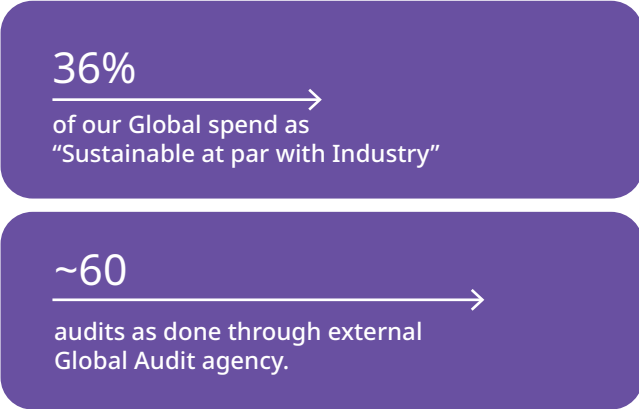 36%
of our Global spend as
“Sustainable at par with Industry”
~60
audits as done through external
Global Audit agency.